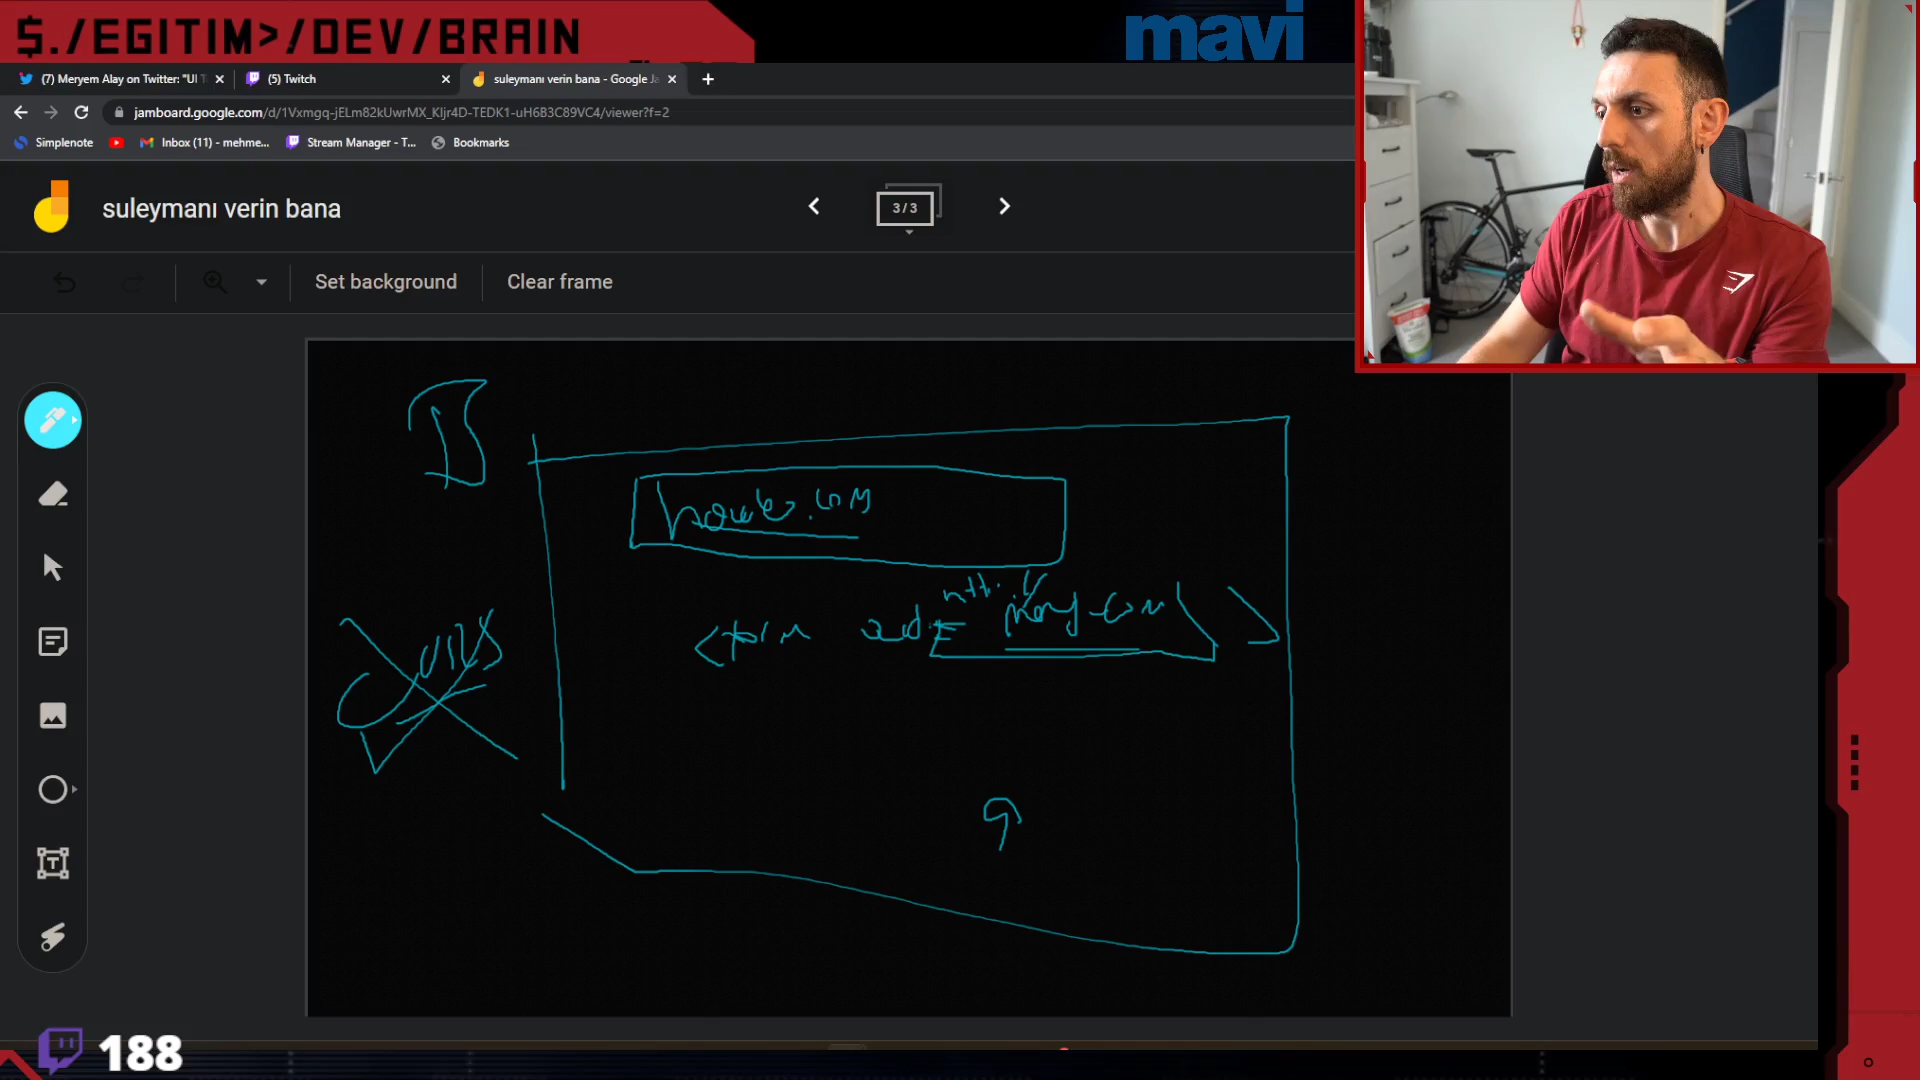 $./EGITIM>/DEV/BRAIN
mavi
(7) Meryem Alay on Twitter: "UI T
(5) Twitch
suleymanı verin bana - Google Ja
jamboard.google.com/d/1Vxmgq-jELm82kUwrMX_KIjr4D-TEDK1-uH6B3C89VC4/viewer?f=2
Simplenote
Inbox (11) - mehme...
Stream Manager - T...
Bookmarks
suleymanı verin bana
3/3
Set background
Clear frame
<form
188